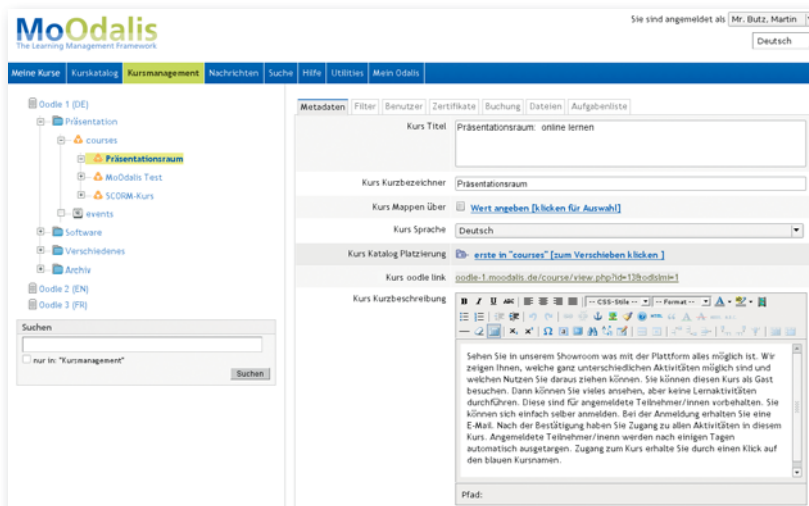 MoOdalis
The Learning Management Framework
Sie sind angemeldet als Mr. Butz, Martin
Deutsch
Meine Kurse Kurskatalog Kursmanagement Nachrichten Suche Hilfe Utilities Mein Odalis
Oodle 1 (DE)
Präsentation
courses
Präsentationsraum
MoOdalis Test
SCORM-Kurs
events
Software
Verschiedenes
Archiv
Oodle 2 (EN)
Oodle 3 (FR)
Suchen
nur in: "Kursmanagement"
Suchen
Metadaten Filter Benutzer Zertifikate Buchung Dateien Aufgabenliste
Kurs Titel Präsentationsraum: online lernen
Kurs Kurzbezeichner Präsentationsraum
Kurs Mappen über Wert angeben [klicken für Auswahl]
Kurs Sprache Deutsch
Kurs Katalog Platzierung erste in "courses" [zum Verschieben klicken ]
Kurs oodle link oodle-1.moodalis.de/course/view.php?id=13&odslmi=1
Kurs Kurzbeschreibung
B I U ABC -- CSS-Stile -- -- Format --
Sehen Sie in unserem Showroom was mit der Plattform alles möglich ist. Wir
zeigen Ihnen, welche ganz unterschiedlichen Aktivitäten möglich sind und
welchen Nutzen Sie daraus ziehen können. Sie können diesen Kurs als Gast
besuchen. Dann können Sie vieles ansehen, aber keine Lernaktivitäten
durchführen. Diese sind für angemeldete Teilnehmer/innen vorbehalten. Sie
können sich einfach selber anmelden. Bei der Anmeldung erhalten Sie eine
E-Mail. Nach der Bestätigung haben Sie Zugang zu allen Aktivitäten in diesem
Kurs. Angemeldete Teilnehmer/inenn werden nach einigen Tagen
automatisch ausgetargen. Zugang zum Kurs erhalte Sie durch einen Klick auf
den blauen Kursnamen.
Pfad: